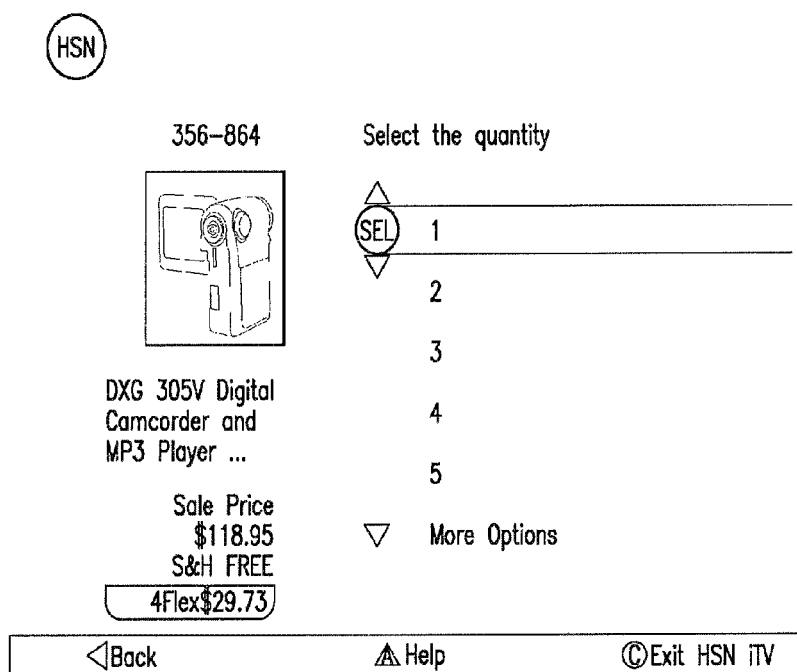 HSN
356-864
DXG 305V Digital
Camcorder and
MP3 Player ...
Sale Price
$118.95
S&H FREE
4Flex$29.73
Select the quantity
SEL 1
2
3
4
5
More Options
Back
A Help
C Exit HSN iTV